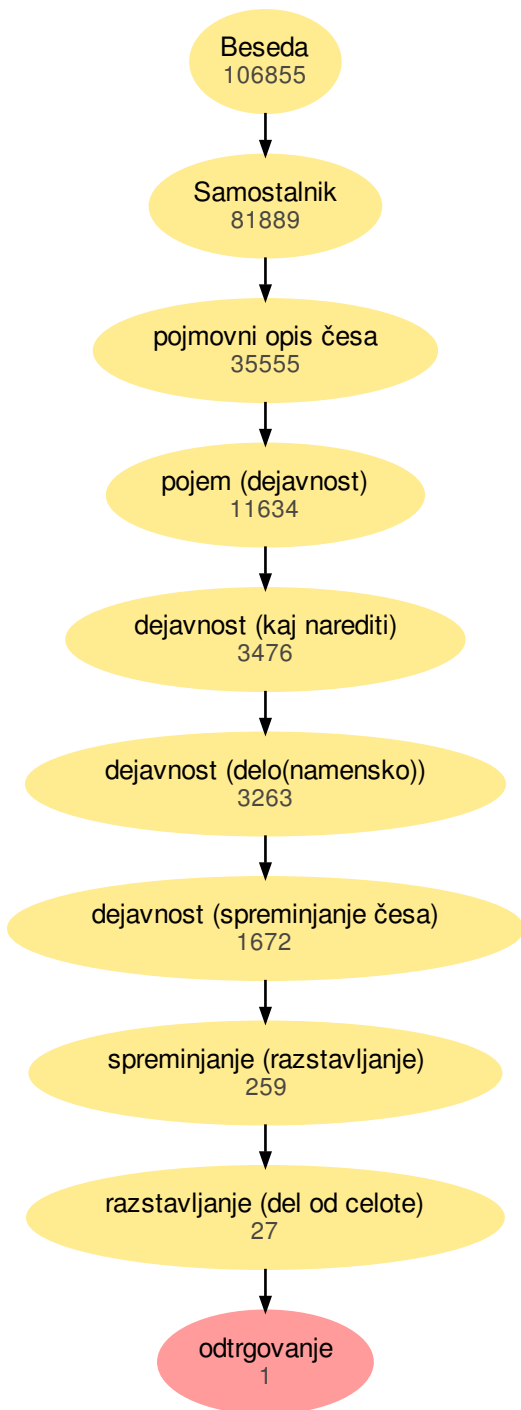 Beseda
106855
Samostalnik
81889
pojmovni opis česa
35555
pojem (dejavnost)
11634
dejavnost (kaj narediti)
3476
dejavnost (delo(namensko))
3263
dejavnost (spreminjanje česa)
1672
spreminjanje (razstavljanje)
259
razstavljanje (del od celote)
27
odtrgovanje
1